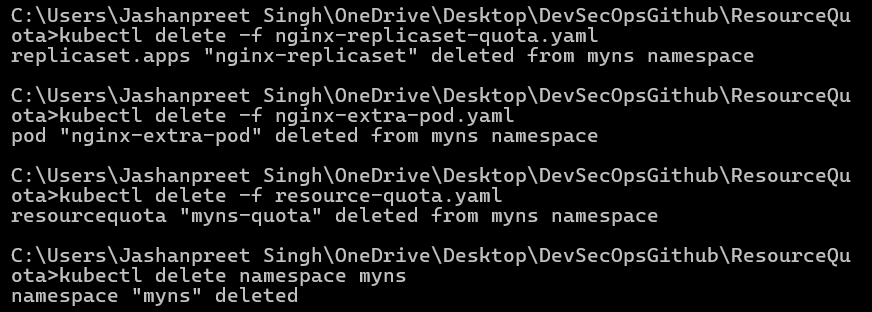 C:\Users\Jashanpreet Singh\OneDrive\Desktop\DevSecOpsGithub\ResourceQu
ota>kubectl delete -f nginx-replicaset-quota.yaml
replicaset.apps "nginx-replicaset" deleted from myns namespace
C:\Users\Jashanpreet Singh\OneDrive\Desktop\DevSecOpsGithub\ResourceQu
ota>kubectl delete -f nginx-extra-pod.yaml
pod "nginx-extra-pod" deleted from myns namespace
C:\Users\Jashanpreet Singh\OneDrive\Desktop\DevSecOpsGithub\ResourceQu
ota>kubectl delete -f resource-quota.yaml
resourcequota "myns-quota" deleted from myns namespace
C:\Users\Jashanpreet Singh\OneDrive\Desktop\DevSecOpsGithub\ResourceQu
ota>kubectl delete namespace myns
namespace "myns" deleted